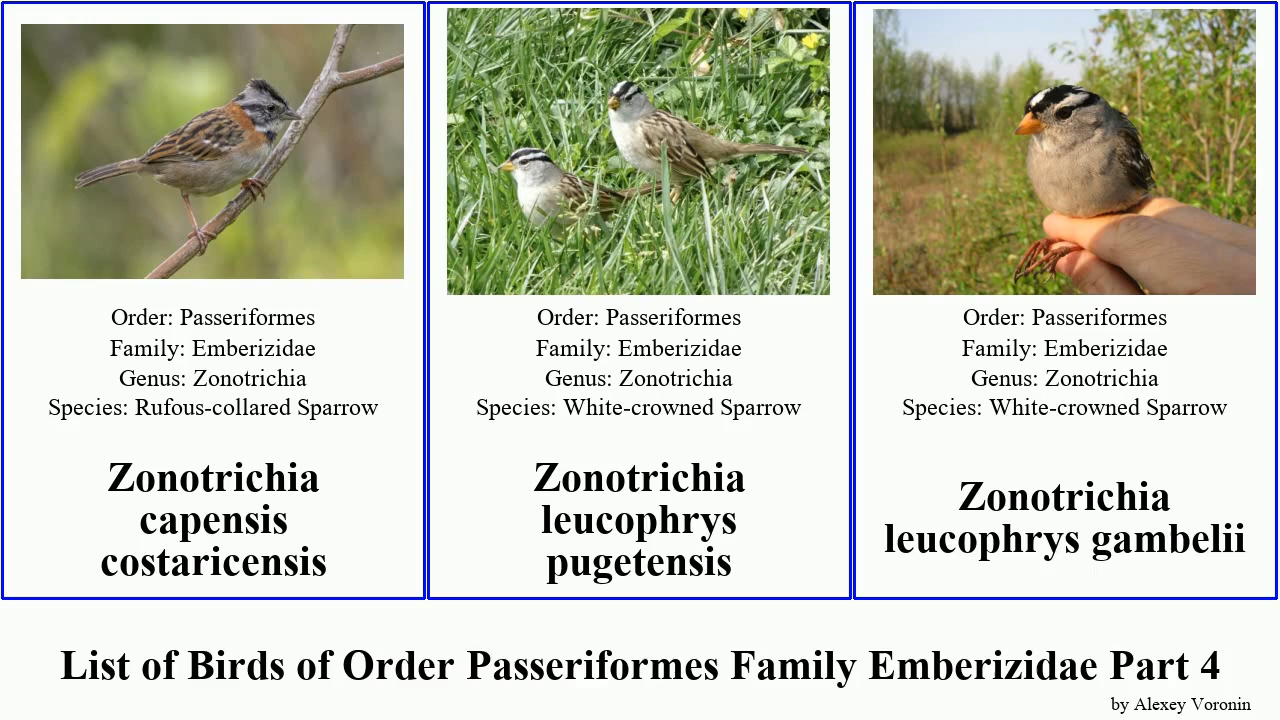 Order: Passeriformes
Family: Emberizidae
Genus: Zonotrichia
Species: Rufous-collared Sparrow
Zonotrichia
capensis
costaricensis
Order: Passeriformes
Family: Emberizidae
Genus: Zonotrichia
Species: White-crowned Sparrow
Zonotrichia
leucophrys
pugetensis
Order: Passeriformes
Family: Emberizidae
Genus: Zonotrichia
Species: White-crowned Sparrow
Zonotrichia
leucophrys gambelii
List of Birds of Order Passeriformes Family Emberizidae Part 4
by Alexey Voronin